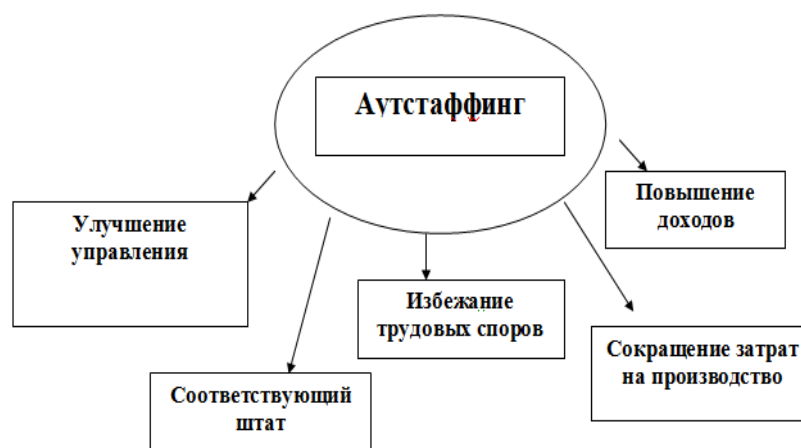 Аутстаффинг
Повышение
доходов
Улучшение
управления
Избежание
трудовых споров
Сокращение затрат
на производство
Соответствующий
штат